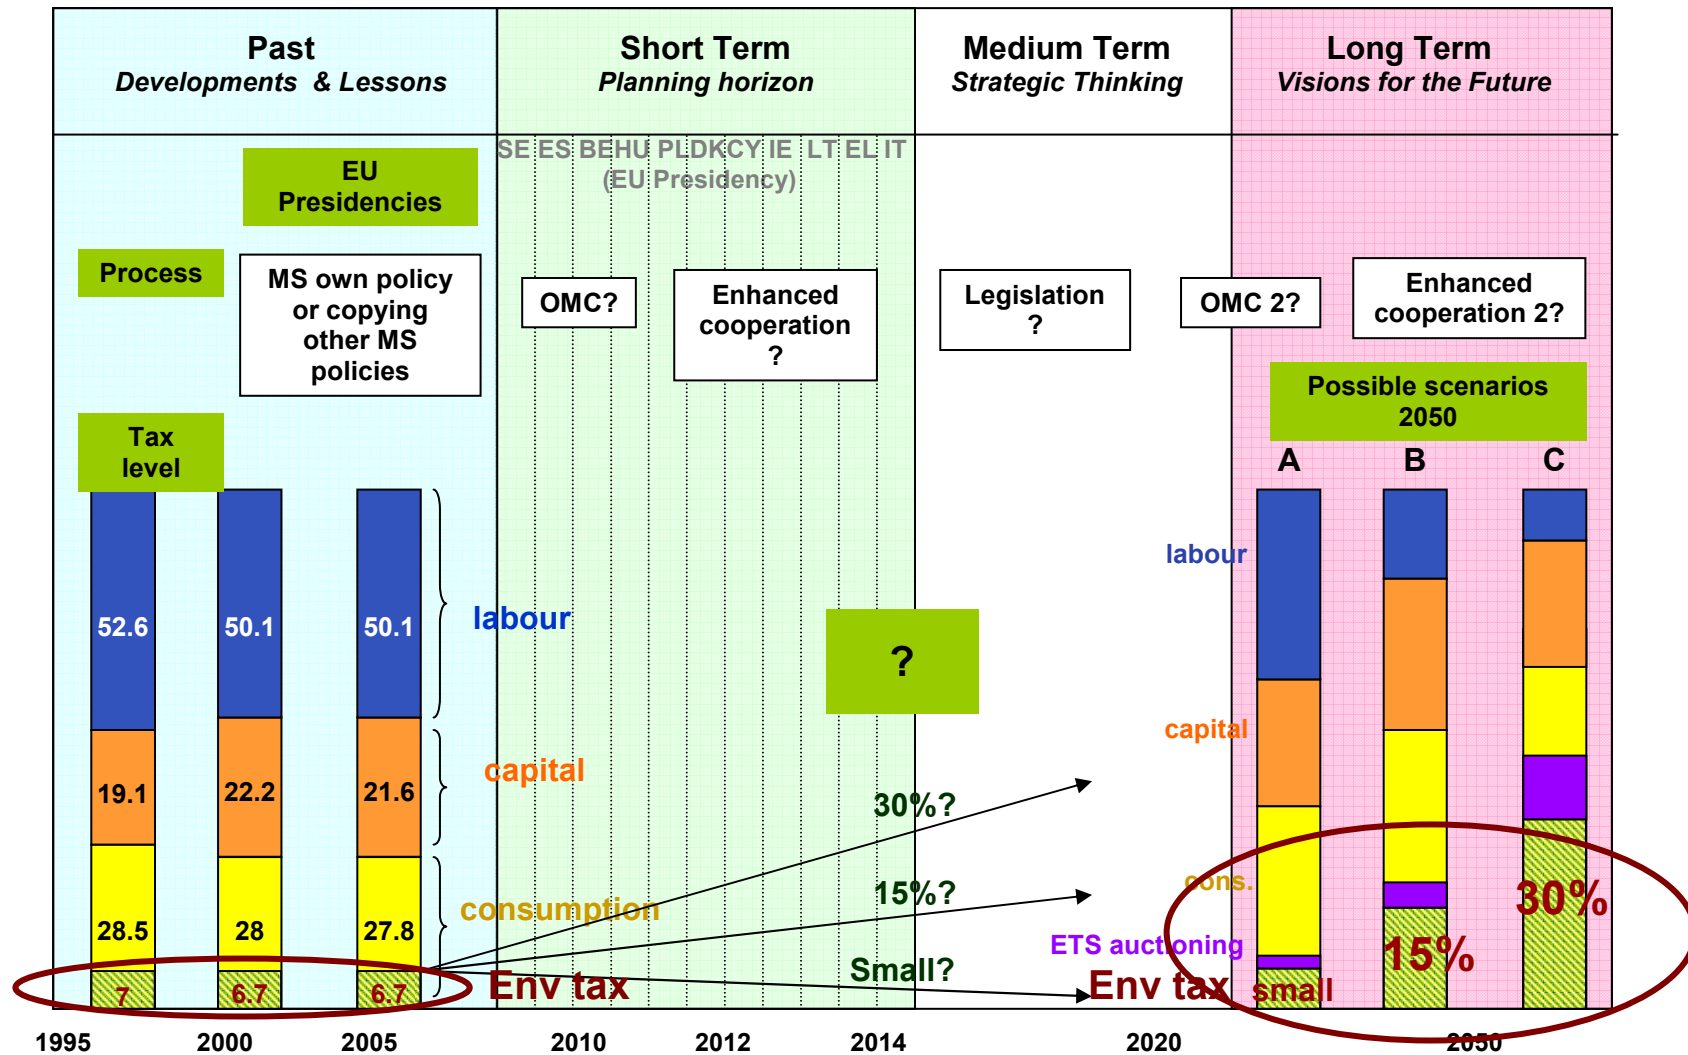 Past
Developments & Lessons
Short Term
Planning horizon
Medium Term
Strategic Thinking
Long Term
Visions for the Future
SE ES BEHU PLDKCY IE LT EL IT
(EU Presidency)
EU
Presidencies
Process
MS own policy
or copying
other MS
policies
OMC?
Enhanced
cooperation
?
Legislation
?
OMC 2?
Enhanced
cooperation 2?
Possible scenarios
2050
Tax
level
A
B
C
52.6
50.1
50.1
labour
?
labour
19.1
22.2
21.6
capital
capital
30%?
28.5
28
27.8
consumption
15%?
cons.
30%
ETS auctioning
15%
Small?
7
6.7
6.7
Env tax
Env tax
small
1995
2000
2005
2010
2012
2014
2020
2050